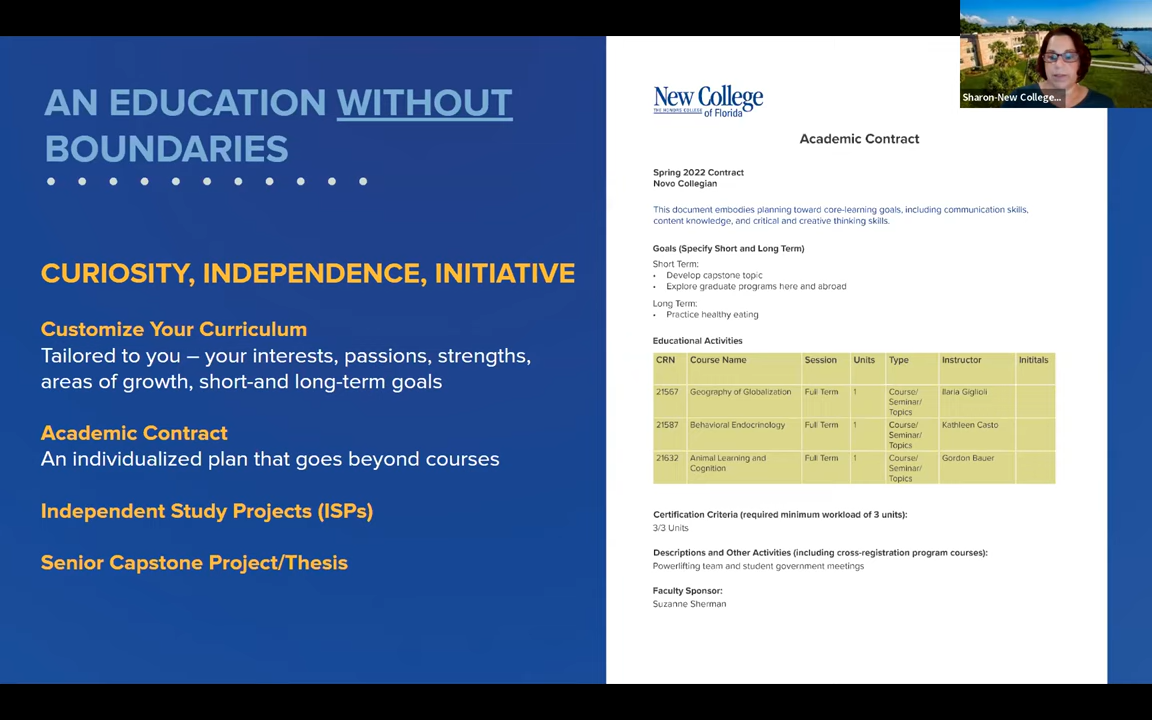 AN EDUCATION WITHOUT
BOUNDARIES
CURIOSITY, INDEPENDENCE, INITIATIVE
Customize Your Curriculum
Tailored to you – your interests, passions, strengths,
areas of growth, short-and long-term goals
Academic Contract
An individualized plan that goes beyond courses
Independent Study Projects (ISPs)
Senior Capstone Project/Thesis
New College
THE HONORS COLLEGE
of Florida
Academic Contract
Spring 2022 Contract
Novo Collegian
This document embodies planning toward core-learning goals, including communication skills,
content knowledge, and critical and creative thinking skills.
Goals (Specify Short and Long Term)
Short Term:
• Develop capstone topic
• Explore graduate programs here and abroad
Long Term:
• Practice healthy eating
Educational Activities
CRN Course Name Session Units Type Instructor Inititals
21567 Geography of Globalization Full Term 1 Course/ Ilaria Giglioli
Seminar/
Topics
21587 Behavioral Endocrinology Full Term 1 Course/ Kathleen Casto
Seminar/
Topics
21632 Animal Learning and Full Term 1 Course/ Gordon Bauer
Cognition Seminar/
Topics
Certification Criteria (required minimum workload of 3 units):
3/3 Units
Descriptions and Other Activities (including cross-registration program courses):
Powerlifting team and student government meetings
Faculty Sponsor:
Suzanne Sherman
Sharon-New College...